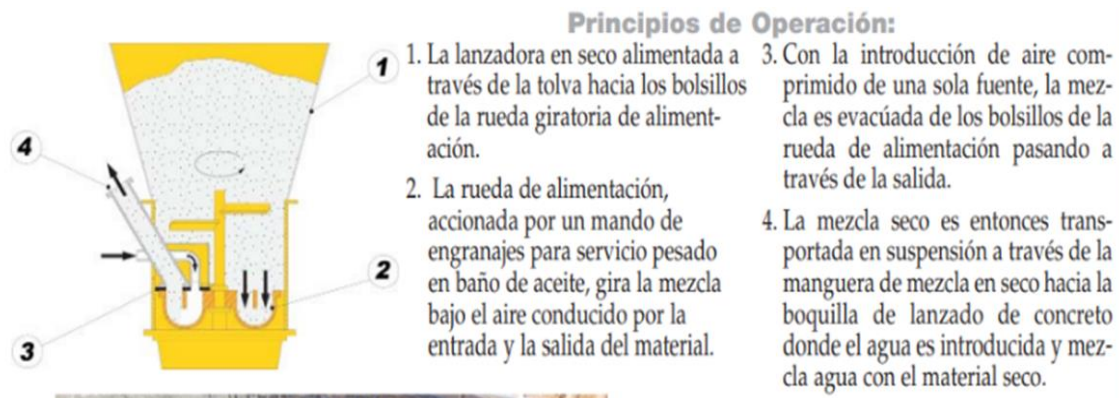 Principios de Operación:
1. La lanzadora en seco alimentada a
través de la tolva hacia los bolsillos
de la rueda giratoria de aliment-
ación.
2. La rueda de alimentación,
accionada por un mando de
engranajes para servicio pesado
en baño de aceite, gira la mezcla
bajo el aire conducido por la
entrada y la salida del material.
3. Con la introducción de aire com-
primido de una sola fuente, la mez-
cla es evacúada de los bolsillos de la
rueda de alimentación pasando a
través de la salida.
4. La mezcla seco es entonces trans-
portada en suspensión a través de la
manguera de mezcla en seco hacia la
boquilla de lanzado de concreto
donde el agua es introducida y mez-
cla agua con el material seco.
1
4
2
3